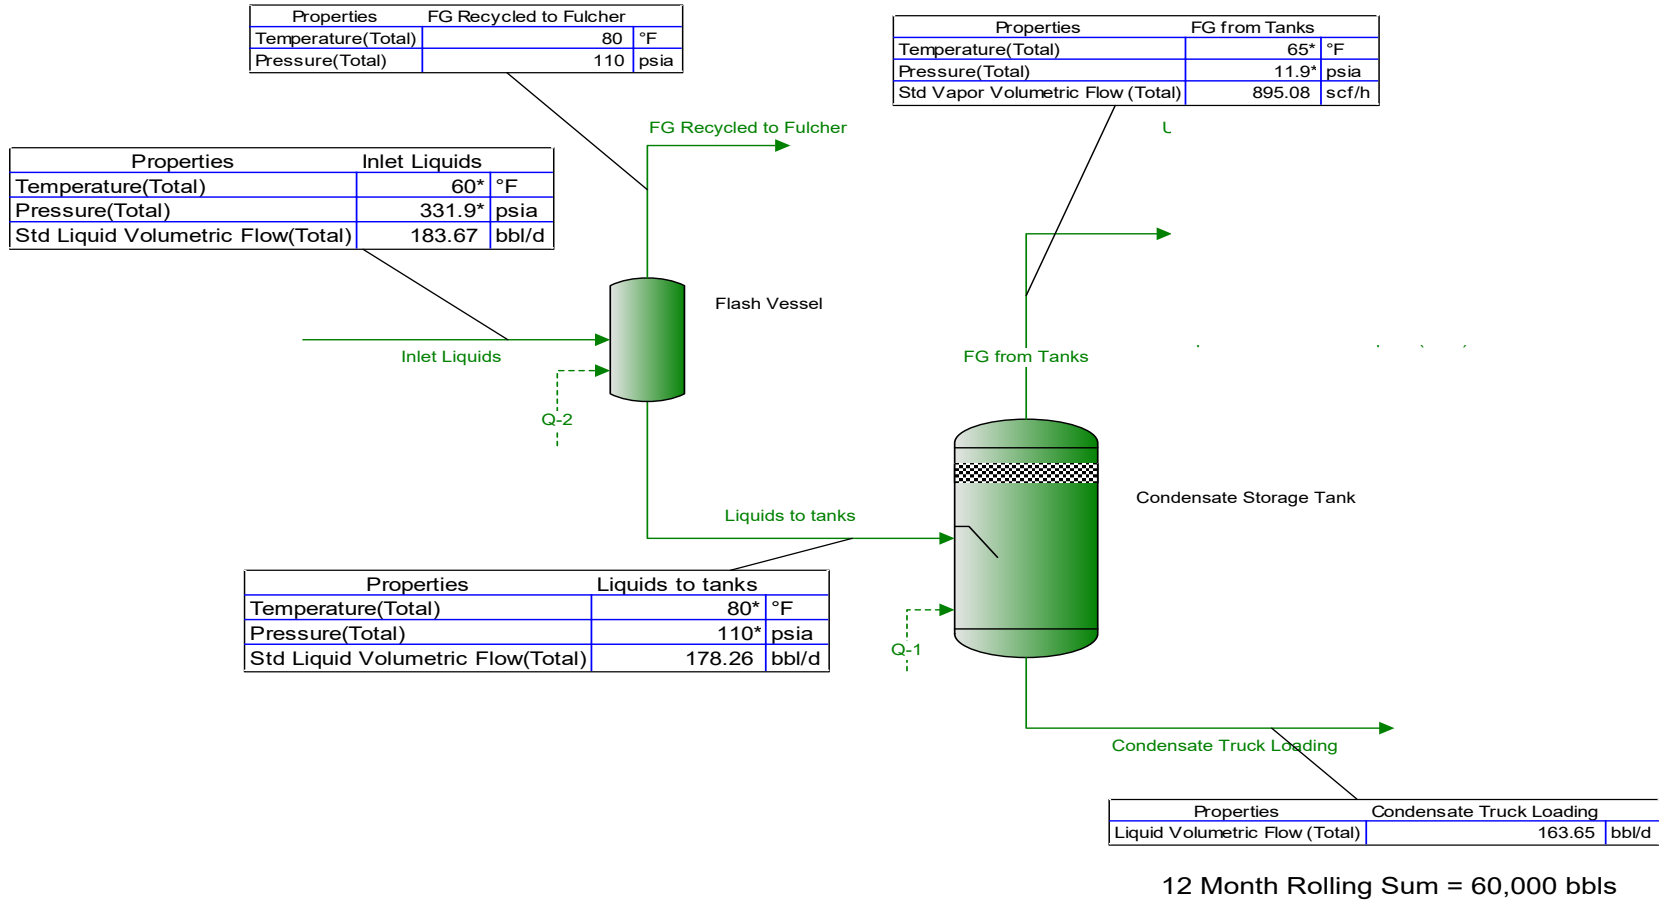 Properties FG Recycled to Fulcher
Temperature(Total) 80 °F
Pressure(Total) 110 psia
Properties FG from Tanks
Temperature(Total) 65* °F
Pressure(Total) 11.9* psia
Std Vapor Volumetric Flow (Total) 895.08 scf/h
FG Recycled to Fulcher
Properties Inlet Liquids
Temperature(Total) 60* °F
Pressure(Total) 331.9* psia
Std Liquid Volumetric Flow(Total) 183.67 bbl/d
Flash Vessel
Inlet Liquids
FG from Tanks
Q-2
Condensate Storage Tank
Liquids to tanks
Properties Liquids to tanks
Temperature(Total) 80* °F
Pressure(Total) 110* psia
Std Liquid Volumetric Flow(Total) 178.26 bbl/d
Q-1
Condensate Truck Loading
Properties Condensate Truck Loading
Liquid Volumetric Flow (Total) 163.65 bbl/d
12 Month Rolling Sum = 60,000 bbls